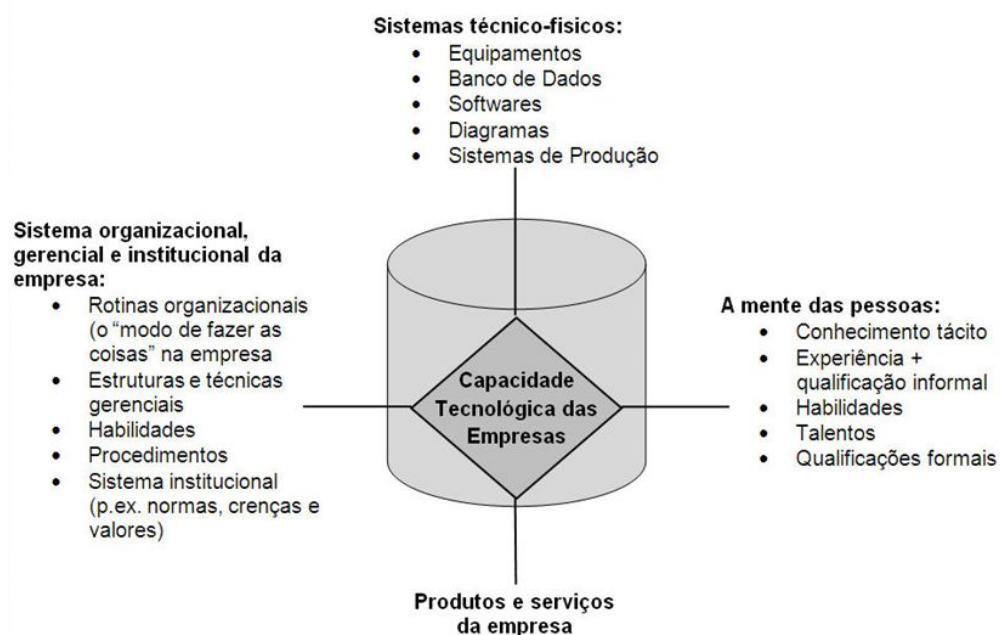 Sistemas técnico-fisicos:
• Equipamentos
• Banco de Dados
• Softwares
• Diagramas
• Sistemas de Produção
Sistema organizacional,
gerencial e institucional da
empresa:
• Rotinas organizacionais
(o “modo de fazer as
coisas” na empresa
• Estruturas e técnicas
gerenciais
• Habilidades
• Procedimentos
• Sistema institucional
(p.ex. normas, crenças e
valores)
Capacidade
Tecnológica das
Empresas
A mente das pessoas:
• Conhecimento tácito
• Experiência +
qualificação informal
• Habilidades
• Talentos
• Qualificações formais
Produtos e serviços
da empresa